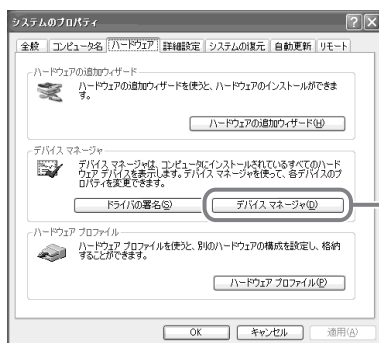 システムのプロパティ
全般 コンピュータ名 ハードウェア 詳細設定 システムの復元 自動更新 リモート
ハードウェアの追加ウィザード
ハードウェアの追加ウィザードを使うと、ハードウェアのインストールができま
す。
ハードウェアの追加ウィザード(H)
デバイス マネージャ
デバイス マネージャは、コンピュータにインストールされているすべてのハード
ウェア デバイスを表示します。デバイス マネージャを使って、各デバイスのプ
ロパティを変更できます。
ドライバの署名(S) デバイス マネージャ(D)
ハードウェア プロファイル
ハードウェア プロファイルを使うと、別のハードウェアの構成を設定し、格納
することができます。
ハードウェア プロファイル(P)
OK キャンセル 適用(A)